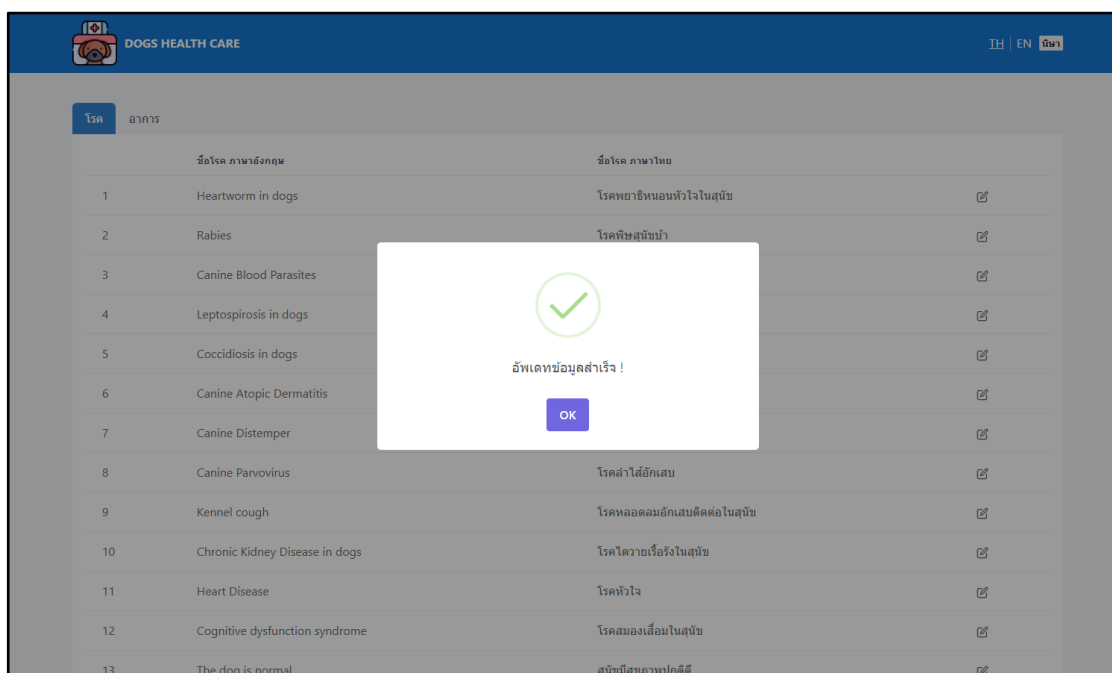 DOGS HEALTH CARE
TH | EN นิษา
โรค อาการ
ชื่อโรค ภาษาอังกฤษ ชื่อโรค ภาษาไทย
1 Heartworm in dogs โรคพยาธิหนอนหัวใจในสุนัข
2 Rabies โรคพิษสุนัขบ้า
3 Canine Blood Parasites
4 Leptospirosis in dogs
5 Coccidiosis in dogs
อัพเดทข้อมูลสำเร็จ !
6 Canine Atopic Dermatitis
OK
7 Canine Distemper
8 Canine Parvovirus โรคลำไส้อักเสบ
9 Kennel cough โรคหลอดลมอักเสบติดต่อในสุนัข
10 Chronic Kidney Disease in dogs โรคไตวายเรื้อรังในสุนัข
11 Heart Disease โรคหัวใจ
12 Cognitive dysfunction syndrome โรคสมองเสื่อมในสุนัข
13 The dog is normal สุนัขมีสุขภาพปกติดี